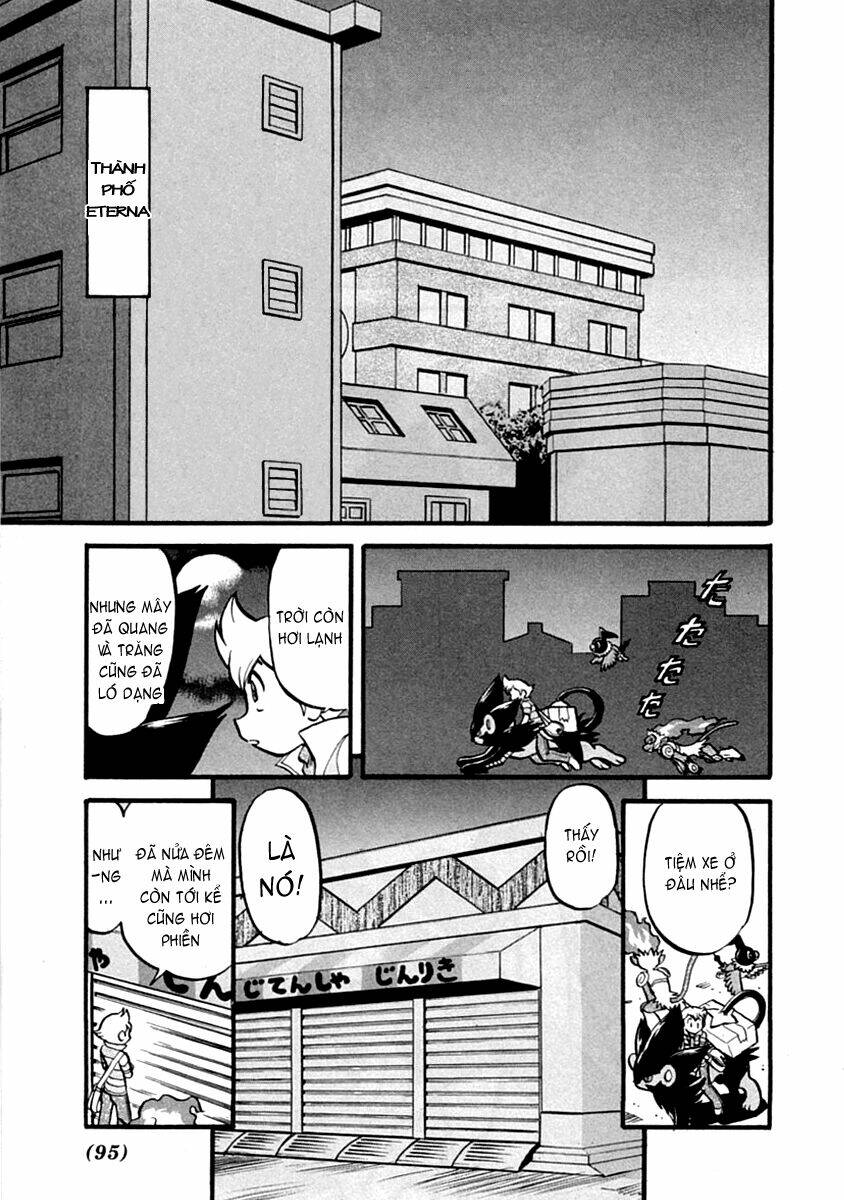 THÀNH
PHỐ
ETERNA
た
た
た
た
た
TRỜI CÒN
HƠI LẠNH
NHƯNG MÂY
ĐÃ QUANG
VÀ TRĂNG
CŨNG ĐÃ
LÓ DẠNG
TIỆM XE Ở
ĐÂU NHỂ?
THẤY
RỒI!
LÀ
NÓ!
じてんしゃ じんりき
ĐÃ NỬA ĐÊM
MÀ MÌNH
CÒN TỚI KỂ
CŨNG HƠI
PHIỀN
NHƯ
-NG
...
(95)